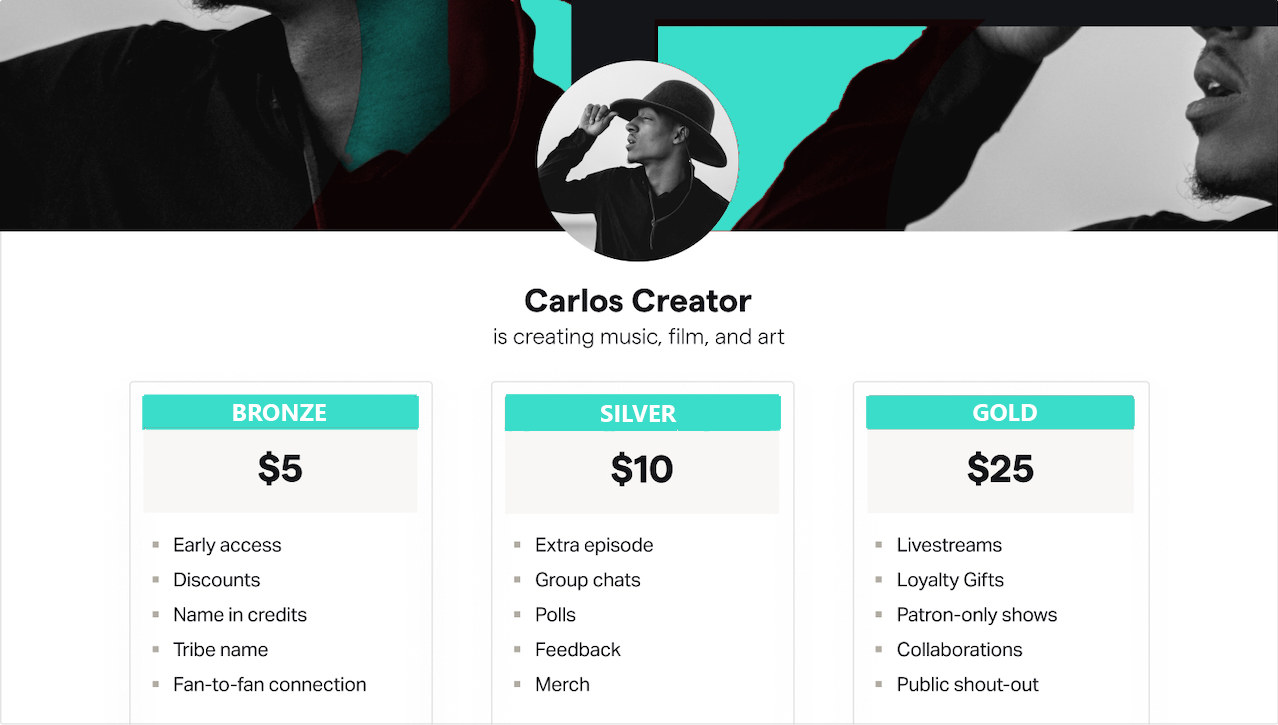 Carlos Creator
is creating music, film, and art
BRONZE
$5
Early access
Discounts
Name in credits
Tribe name
Fan-to-fan connection
SILVER
$10
Extra episode
Group chats
Polls
Feedback
Merch
GOLD
$25
Livestreams
Loyalty Gifts
Patron-only shows
Collaborations
Public shout-out